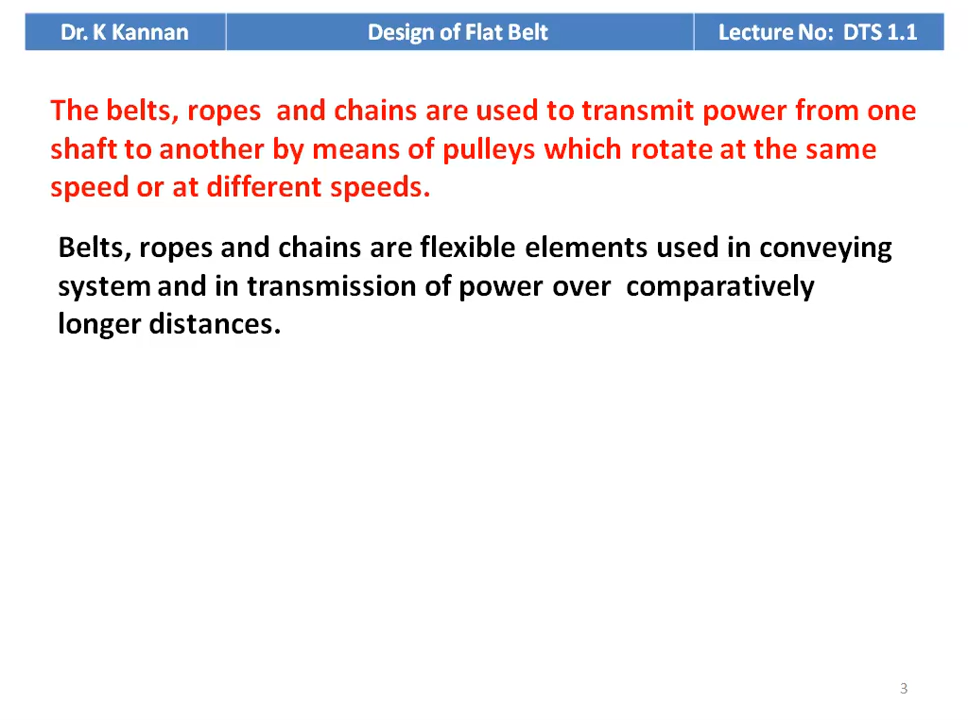 Dr. K Kannan Design of Flat Belt Lecture No: DTS 1.1
The belts, ropes and chains are used to transmit power from one
shaft to another by means of pulleys which rotate at the same
speed or at different speeds.
Belts, ropes and chains are flexible elements used in conveying
system and in transmission of power over comparatively
longer distances.
3